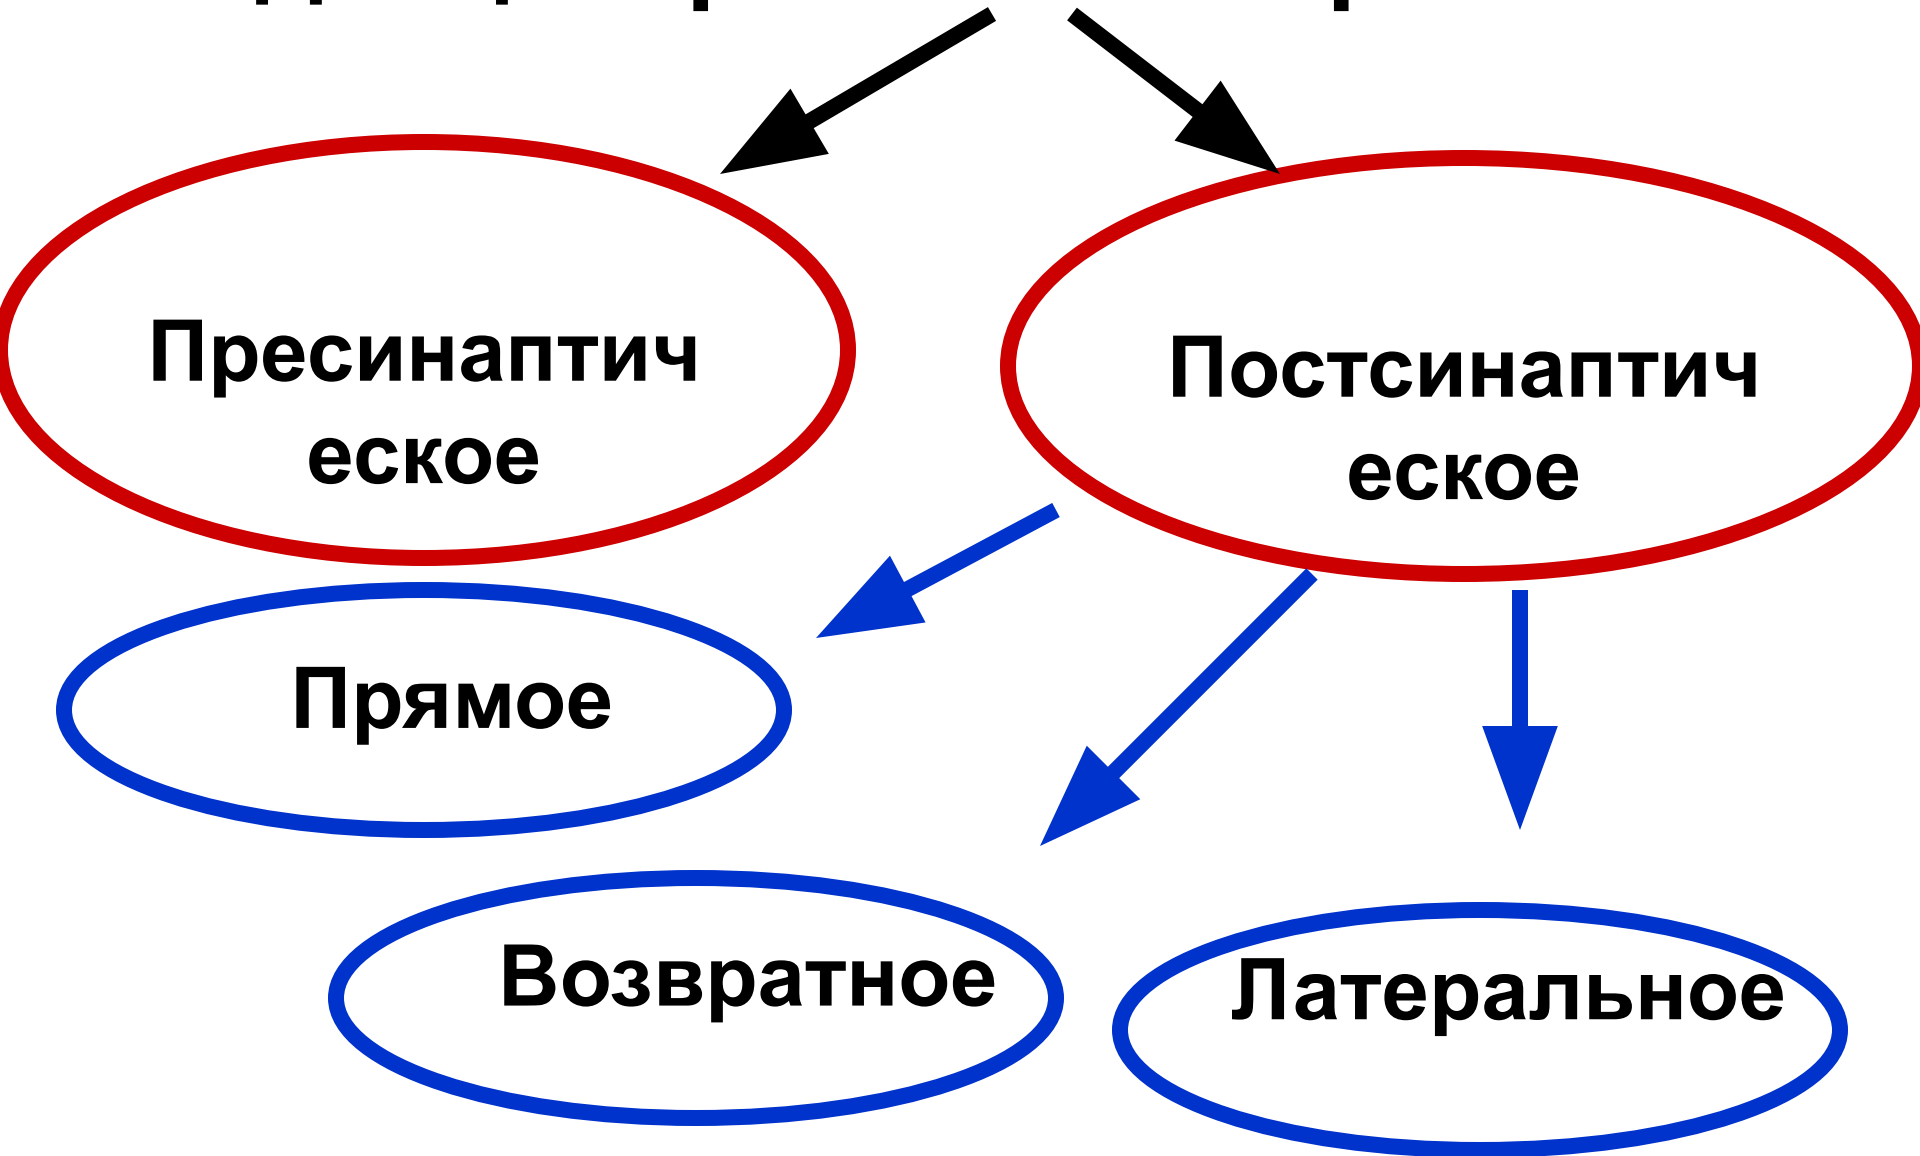 Пресинаптич
еское
Постсинаптич
еское
Прямое
Возвратное
Латеральное